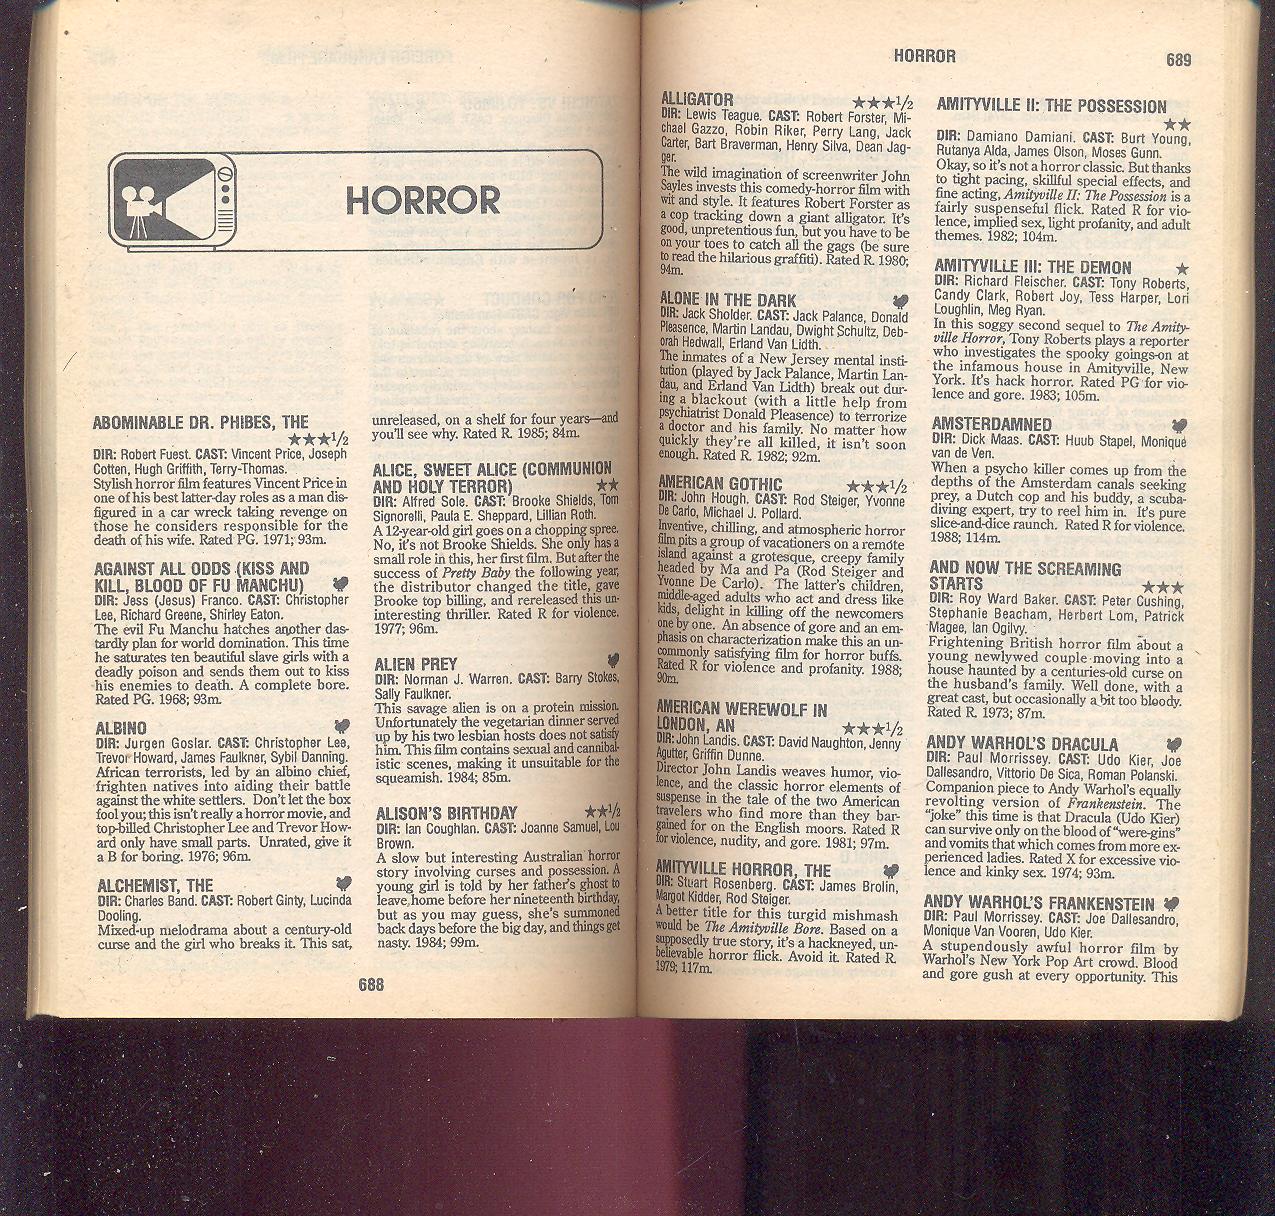 HORROR
ABOMINABLE DR. PHIBES, THE
★★★1/2
DIR: Robert Fuest. CAST: Vincent Price, Joseph
Cotten, Hugh Griffith, Terry-Thomas.
Stylish horror film features Vincent Price in
one of his best latter-day roles as a man dis-
figured in a car wreck taking revenge on
those he considers responsible for the
death of his wife. Rated PG. 1971; 93m.
AGAINST ALL ODDS (KISS AND
KILL, BLOOD OF FU MANCHU)
DIR: Jess (Jesus) Franco. CAST: Christopher
Lee, Richard Greene, Shirley Eaton.
The evil Fu Manchu hatches another das-
tardly plan for world domination. This time
he saturates ten beautiful slave girls with a
deadly poison and sends them out to kiss
his enemies to death. A complete bore.
Rated PG. 1968; 93m.
ALBINO
DIR: Jurgen Goslar. CAST: Christopher Lee,
Trevor Howard, James Faulkner, Sybil Danning.
African terrorists, led by an albino chief,
frighten natives into aiding their battle
against the white settlers. Don't let the box
fool you; this isn't really a horror movie, and
top-billed Christopher Lee and Trevor How-
ard only have small parts. Unrated, give it
a B for boring. 1976; 96m.
ALCHEMIST, THE
DIR: Charles Band. CAST: Robert Ginty, Lucinda
Dooling.
Mixed-up melodrama about a century-old
curse and the girl who breaks it. This sat,
unreleased, on a shelf for four years—and
you'll see why. Rated R. 1985; 84m.
ALICE, SWEET ALICE (COMMUNION
AND HOLY TERROR) ★★
DIR: Alfred Sole. CAST: Brooke Shields, Tom
Signorelli, Paula E. Sheppard, Lillian Roth.
A 12-year-old girl goes on a chopping spree.
No, it's not Brooke Shields. She only has a
small role in this, her first film. But after the
success of Pretty Baby the following year,
the distributor changed the title, gave
Brooke top billing, and rereleased this un-
interesting thriller. Rated R for violence.
1977; 96m.
ALIEN PREY
DIR: Norman J. Warren. CAST: Barry Stokes,
Sally Faulkner.
This savage alien is on a protein mission.
Unfortunately the vegetarian dinner served
up by his two lesbian hosts does not satisfy
him. This film contains sexual and cannibal-
istic scenes, making it unsuitable for the
squeamish. 1984; 85m.
ALISON'S BIRTHDAY ★★1/2
DIR: Ian Coughlan. CAST: Joanne Samuel, Lou
Brown.
A slow but interesting Australian horror
story involving curses and possession. A
young girl is told by her father's ghost to
leave home before her nineteenth birthday,
but as you may guess, she's summoned
back days before the big day, and things get
nasty. 1984; 99m.
688
HORROR 689
ALLIGATOR ★★★1/2
DIR: Lewis Teague. CAST: Robert Forster, Mi-
chael Gazzo, Robin Riker, Perry Lang, Jack
Carter, Bart Braverman, Henry Silva, Dean Jag-
ger.
The wild imagination of screenwriter John
Sayles invests this comedy-horror film with
wit and style. It features Robert Forster as
a cop tracking down a giant alligator. It's
good, unpretentious fun, but you have to be
on your toes to catch all the gags (be sure
to read the hilarious graffiti). Rated R. 1980;
94m.
ALONE IN THE DARK
DIR: Jack Sholder. CAST: Jack Palance, Donald
Pleasence, Martin Landau, Dwight Schultz, Deb-
orah Hedwall, Erland Van Lidth.
The inmates of a New Jersey mental insti-
tution (played by Jack Palance, Martin Lan-
dau, and Erland Van Lidth) break out dur-
ing a blackout (with a little help from
psychiatrist Donald Pleasence) to terrorize
a doctor and his family. No matter how
quickly they're all killed, it isn't soon
enough. Rated R. 1982; 92m.
AMERICAN GOTHIC ★★★1/2
DIR: John Hough. CAST: Rod Steiger, Yvonne
De Carlo, Michael J. Pollard.
Inventive, chilling, and atmospheric horror
film pits a group of vacationers on a remote
island against a grotesque, creepy family
headed by Ma and Pa (Rod Steiger and
Yvonne De Carlo). The latter's children,
middle-aged adults who act and dress like
kids, delight in killing off the newcomers
one by one. An absence of gore and an em-
phasis on characterization make this an un-
commonly satisfying film for horror buffs.
Rated R for violence and profanity. 1988;
90m.
AMERICAN WEREWOLF IN
LONDON, AN ★★★1/2
DIR: John Landis. CAST: David Naughton, Jenny
Agutter, Griffin Dunne.
Director John Landis weaves humor, vio-
lence, and the classic horror elements of
suspense in the tale of the two American
travelers who find more than they bar-
gained for on the English moors. Rated R
for violence, nudity, and gore. 1981; 97m.
AMITYVILLE HORROR, THE
DIR: Stuart Rosenberg. CAST: James Brolin,
Margot Kidder, Rod Steiger.
A better title for this turgid mishmash
would be The Amityville Bore. Based on a
supposedly true story, it's a hackneyed, un-
believable horror flick. Avoid it. Rated R.
1979; 117m.
AMITYVILLE II: THE POSSESSION
★★
DIR: Damiano Damiani. CAST: Burt Young,
Rutanya Alda, James Olson, Moses Gunn.
Okay, so it's not a horror classic. But thanks
to tight pacing, skillful special effects, and
fine acting, Amityville II: The Possession is a
fairly suspenseful flick. Rated R for vio-
lence, implied sex, light profanity, and adult
themes. 1982; 104m.
AMITYVILLE III: THE DEMON ★
DIR: Richard Fleischer. CAST: Tony Roberts,
Candy Clark, Robert Joy, Tess Harper, Lori
Loughlin, Meg Ryan.
In this soggy second sequel to The Amity-
ville Horror, Tony Roberts plays a reporter
who investigates the spooky goings-on at
the infamous house in Amityville, New
York. It's hack horror. Rated PG for vio-
lence and gore. 1983; 105m.
AMSTERDAMNED
DIR: Dick Maas. CAST: Huub Stapel, Monique
van de Ven.
When a psycho killer comes up from the
depths of the Amsterdam canals seeking
prey, a Dutch cop and his buddy, a scuba-
diving expert, try to reel him in. It's pure
slice-and-dice raunch. Rated R for violence.
1988; 114m.
AND NOW THE SCREAMING
STARTS ★★★
DIR: Roy Ward Baker. CAST: Peter Cushing,
Stephanie Beacham, Herbert Lom, Patrick
Magee, Ian Ogilvy.
Frightening British horror film about a
young newlywed couple moving into a
house haunted by a centuries-old curse on
the husband's family. Well done, with a
great cast, but occasionally a bit too bloody.
Rated R. 1973; 87m.
ANDY WARHOL'S DRACULA
DIR: Paul Morrissey. CAST: Udo Kier, Joe
Dallesandro, Vittorio De Sica, Roman Polanski.
Companion piece to Andy Warhol's equally
revolting version of Frankenstein. The
"joke" this time is that Dracula (Udo Kier)
can survive only on the blood of "were-gins"
and vomits that which comes from more ex-
perienced ladies. Rated X for excessive vio-
lence and kinky sex. 1974; 93m.
ANDY WARHOL'S FRANKENSTEIN
DIR: Paul Morrissey. CAST: Joe Dallesandro,
Monique Van Vooren, Udo Kier.
A stupendously awful horror film by
Warhol's New York Pop Art crowd. Blood
and gore gush at every opportunity. This